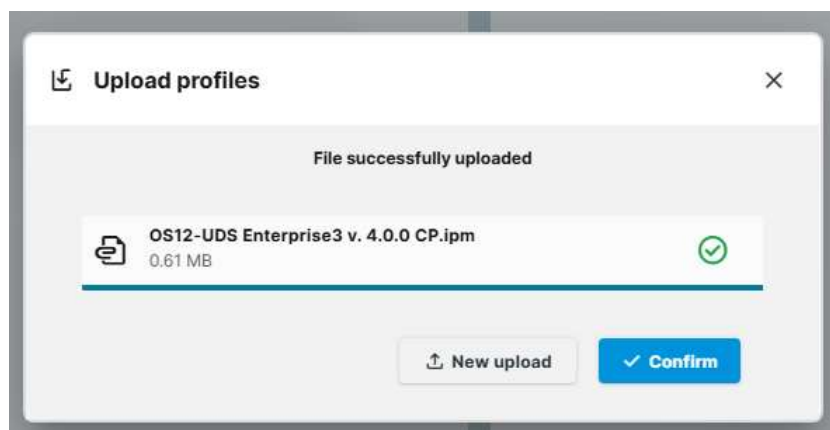 Upload profiles
File successfully uploaded
OS12-UDS Enterprise3 v. 4.0.0 CP.ipm
0.61 MB
New upload
Confirm